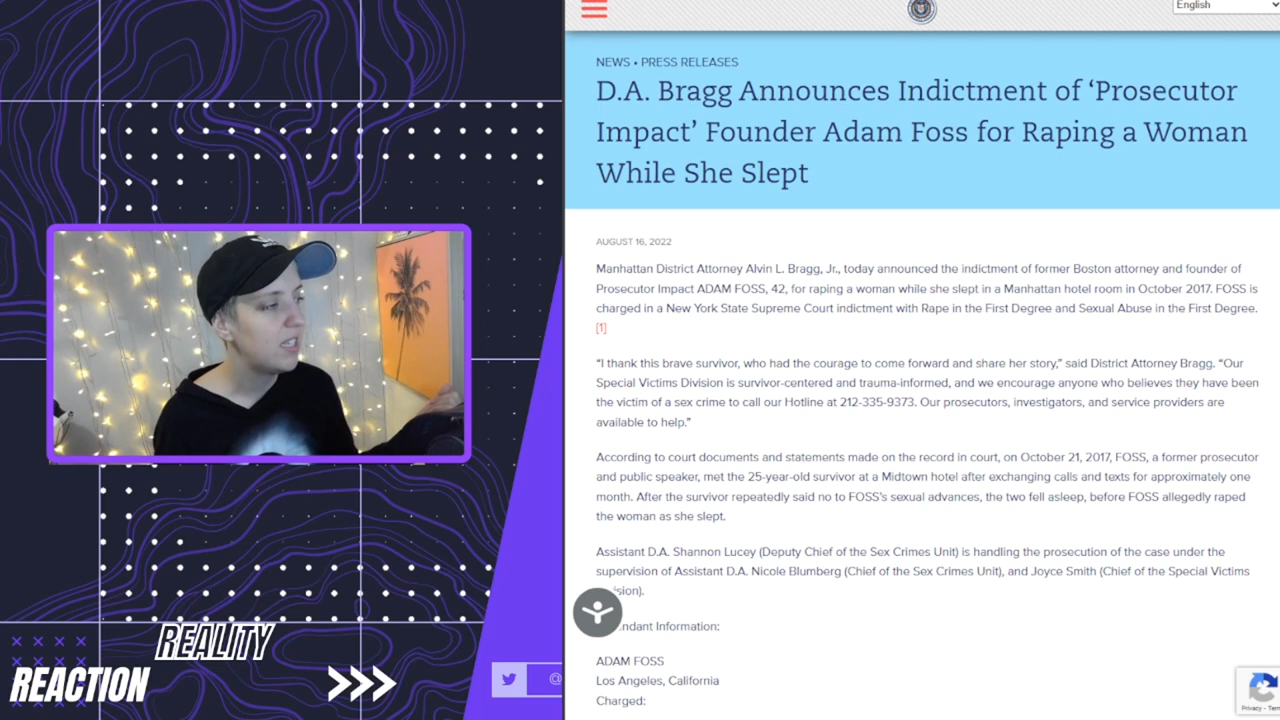 English
NEWS • PRESS RELEASES
D.A. Bragg Announces Indictment of ‘Prosecutor
Impact’ Founder Adam Foss for Raping a Woman
While She Slept
AUGUST 16, 2022
Manhattan District Attorney Alvin L. Bragg, Jr., today announced the indictment of former Boston attorney and founder of
Prosecutor Impact ADAM FOSS, 42, for raping a woman while she slept in a Manhattan hotel room in October 2017. FOSS is
charged in a New York State Supreme Court indictment with Rape in the First Degree and Sexual Abuse in the First Degree.
[1]
“I thank this brave survivor, who had the courage to come forward and share her story,” said District Attorney Bragg. “Our
Special Victims Division is survivor-centered and trauma-informed, and we encourage anyone who believes they have been
the victim of a sex crime to call our Hotline at 212-335-9373. Our prosecutors, investigators, and service providers are
available to help.”
According to court documents and statements made on the record in court, on October 21, 2017, FOSS, a former prosecutor
and public speaker, met the 25-year-old survivor at a Midtown hotel after exchanging calls and texts for approximately one
month. After the survivor repeatedly said no to FOSS’s sexual advances, the two fell asleep, before FOSS allegedly raped
the woman as she slept.
Assistant D.A. Shannon Lucey (Deputy Chief of the Sex Crimes Unit) is handling the prosecution of the case under the
supervision of Assistant D.A. Nicole Blumberg (Chief of the Sex Crimes Unit), and Joyce Smith (Chief of the Special Victims
ision).
ndant Information:
ADAM FOSS
Los Angeles, California
Charged:
REALITY
REACTION
@
Privacy - Ter